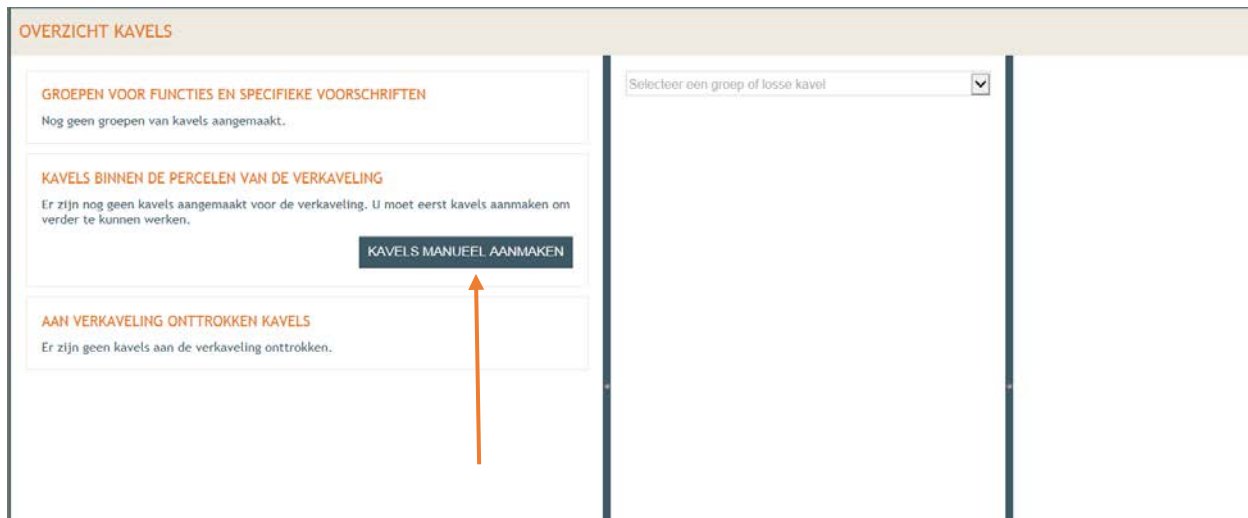 OVERZICHT KAVELS
GROEPEN VOOR FUNCTIES EN SPECIFIEKE VOORSCHRIFTEN
Nog geen groepen van kavels aangemaakt.
KAVELS BINNEN DE PERCELEN VAN DE VERKAVELING
Er zijn nog geen kavels aangemaakt voor de verkaveling. U moet eerst kavels aanmaken om
verder te kunnen werken.
KAVELS MANUEEL AANMAKEN
AAN VERKAVELING ONTTROKKEN KAVELS
Er zijn geen kavels aan de verkaveling onttrokken.
Selecteer een groep of losse kavel